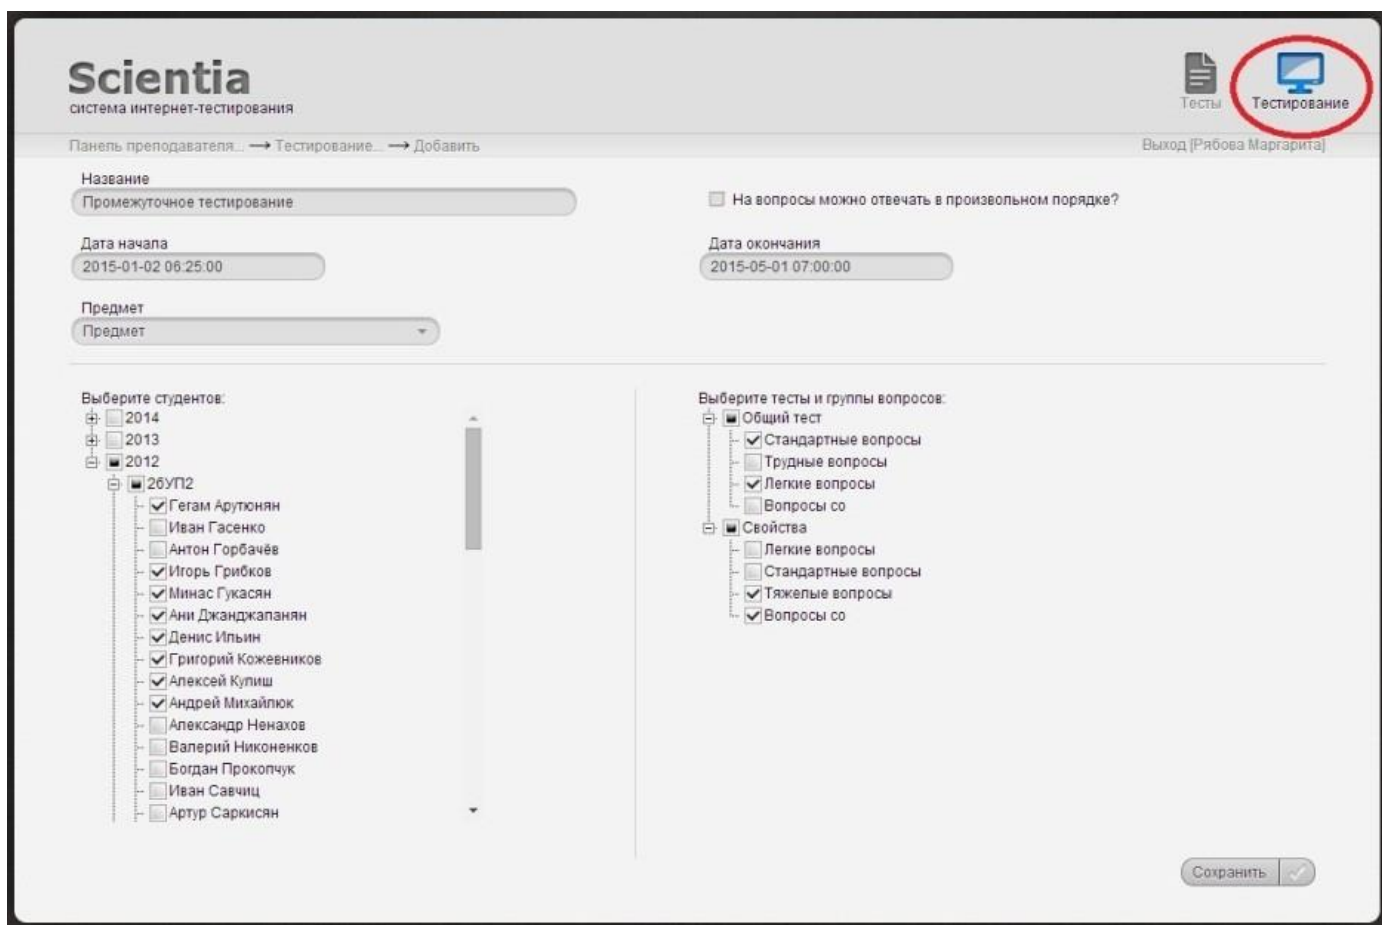 Scientia
система интернет-тестирования
Тесты
Тестирование
Панель преподавателя... → Тестирование... → Добавить
Выход [Рябова Маргарита]
Название
Промежуточное тестирование
На вопросы можно отвечать в произвольном порядке?
Дата начала
2015-01-02 06:25:00
Дата окончания
2015-05-01 07:00:00
Предмет
Предмет
Выберите студентов:
2014
2013
2012
26УП2
Гегам Арутюнян
Иван Гасенко
Антон Горбачёв
Игорь Грибков
Минас Гукасян
Ани Джанджапанян
Денис Ильин
Григорий Кожевников
Алексей Кулиш
Андрей Михайлюк
Александр Ненахов
Валерий Никоненков
Богдан Прокопчук
Иван Савчиц
Артур Саркисян
Выберите тесты и группы вопросов:
Общий тест
Стандартные вопросы
Трудные вопросы
Легкие вопросы
Вопросы со
Свойства
Легкие вопросы
Стандартные вопросы
Тяжелые вопросы
Вопросы со
Сохранить